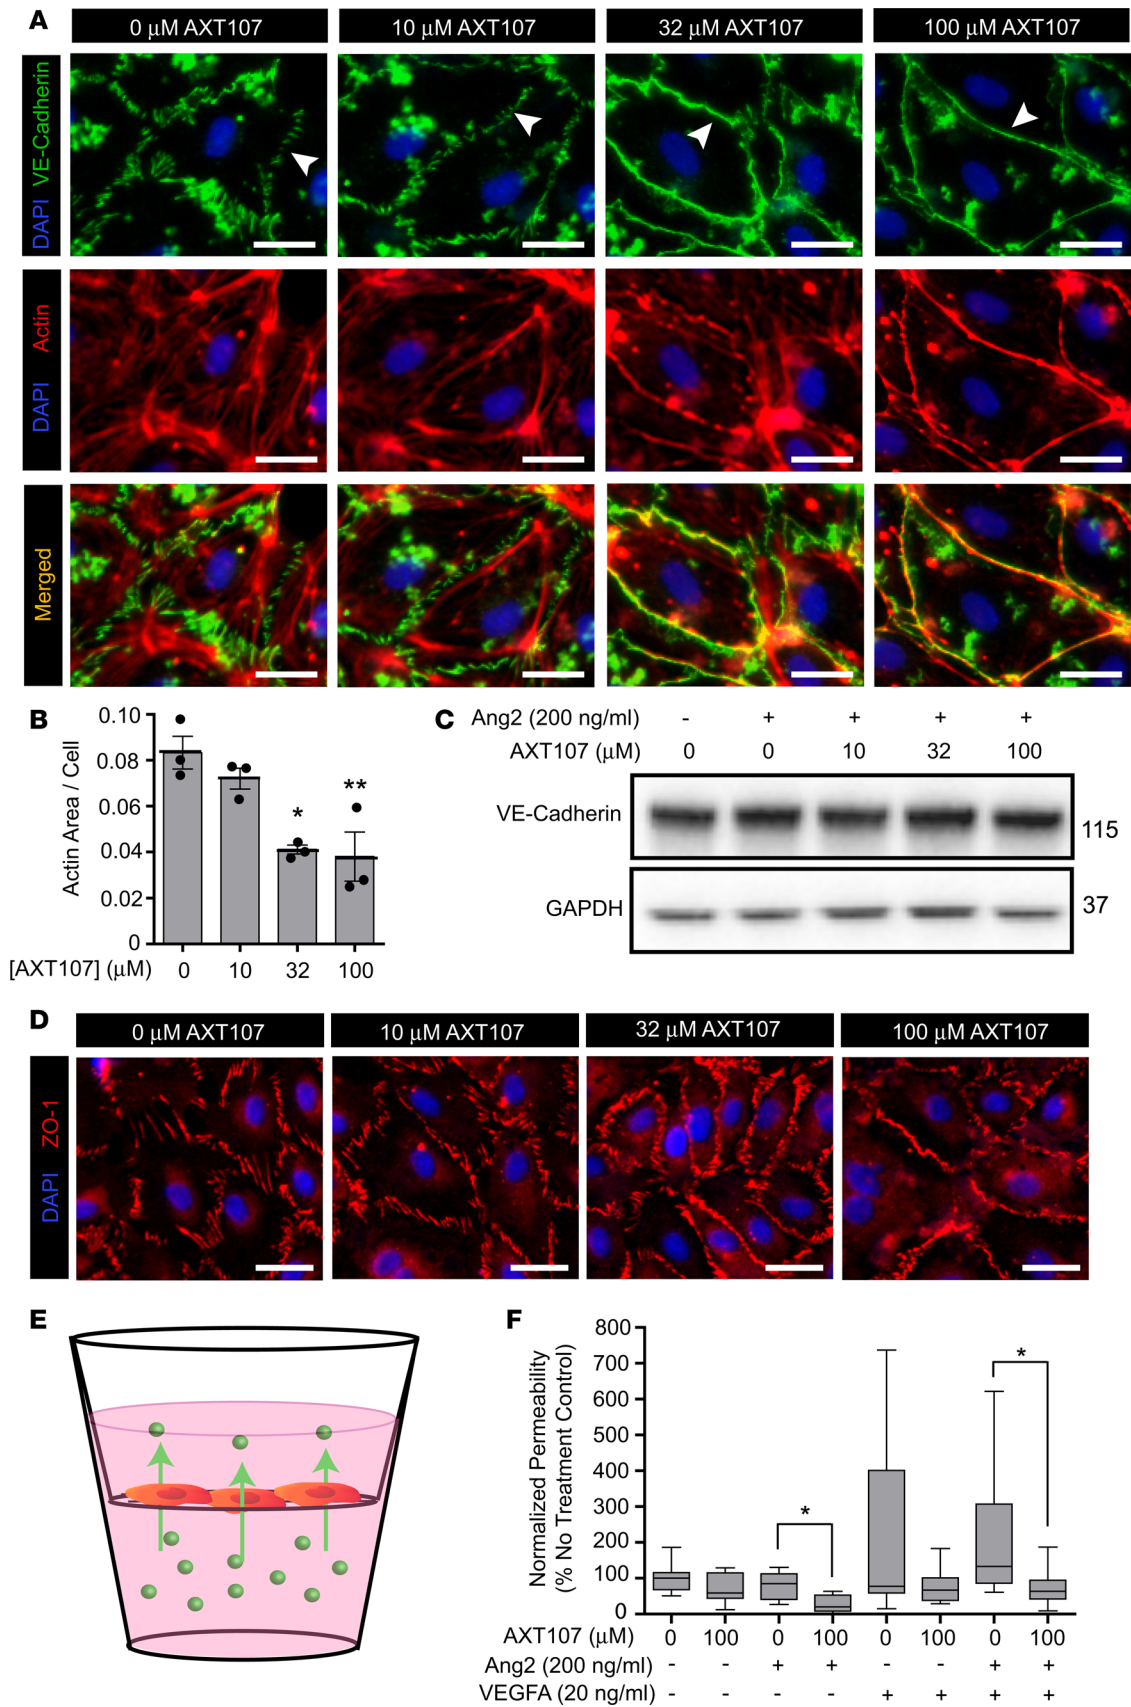 A
0 µM AXT107
10 µM AXT107
32 µM AXT107
100 µM AXT107
DAPI VE-Cadherin
DAPI Actin
Merged
B
Actin Area / Cell
0.10
0.08
0.06
0.04
0.02
0
*
**
[AXT107] (µM)
0 10 32 100
C
Ang2 (200 ng/ml) - + + + +
AXT107 (µM) 0 0 10 32 100
VE-Cadherin
115
GAPDH
37
D
0 µM AXT107
10 µM AXT107
32 µM AXT107
100 µM AXT107
DAPI ZO-1
E
F
Normalized Permeability
(% No Treatment Control)
800
700
600
500
400
300
200
100
0
*
*
AXT107 (µM) 0 100 0 100 0 100 0 100
Ang2 (200 ng/ml) - - + + - - + +
VEGFA (20 ng/ml) - - - - + + + +